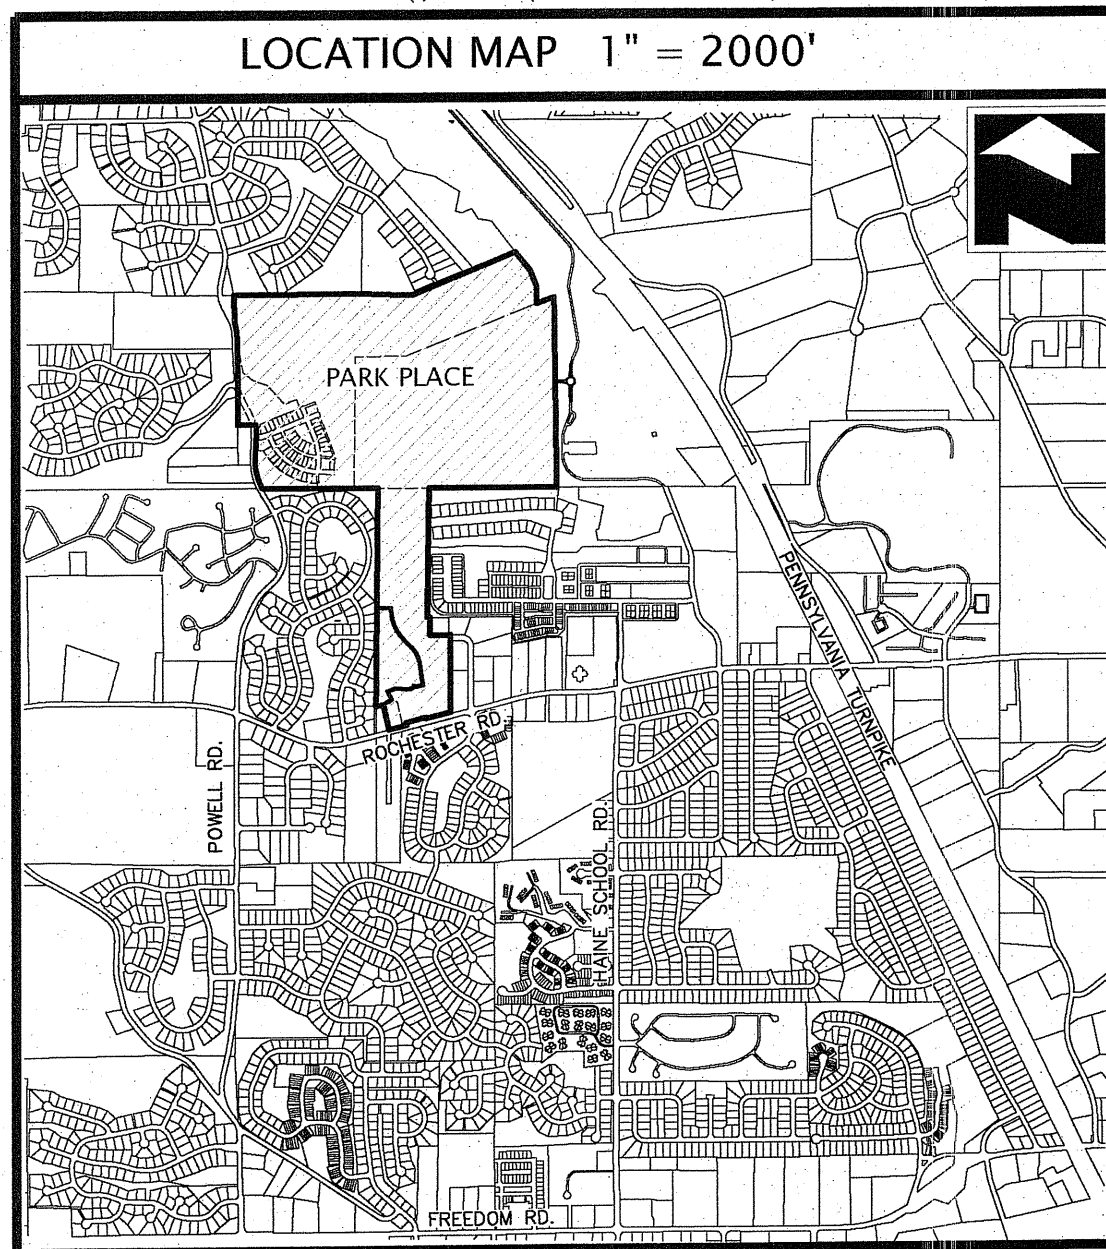 LOCATION MAP 1" = 2000'
N
PARK PLACE
PENNSYLVANIA TURNPIKE
ROCHESTER RD.
POWELL RD.
HAINE SCHOOL RD.
FREEDOM RD.